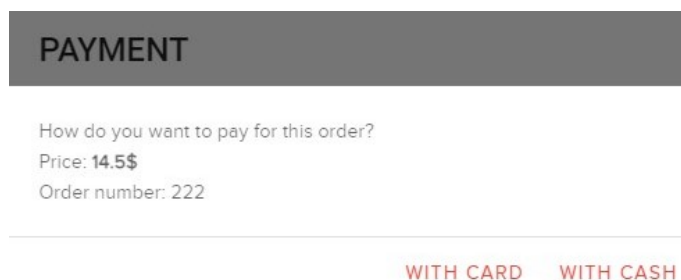 PAYMENT
How do you want to pay for this order?
Price: 14.5$
Order number: 222
WITH CARD WITH CASH